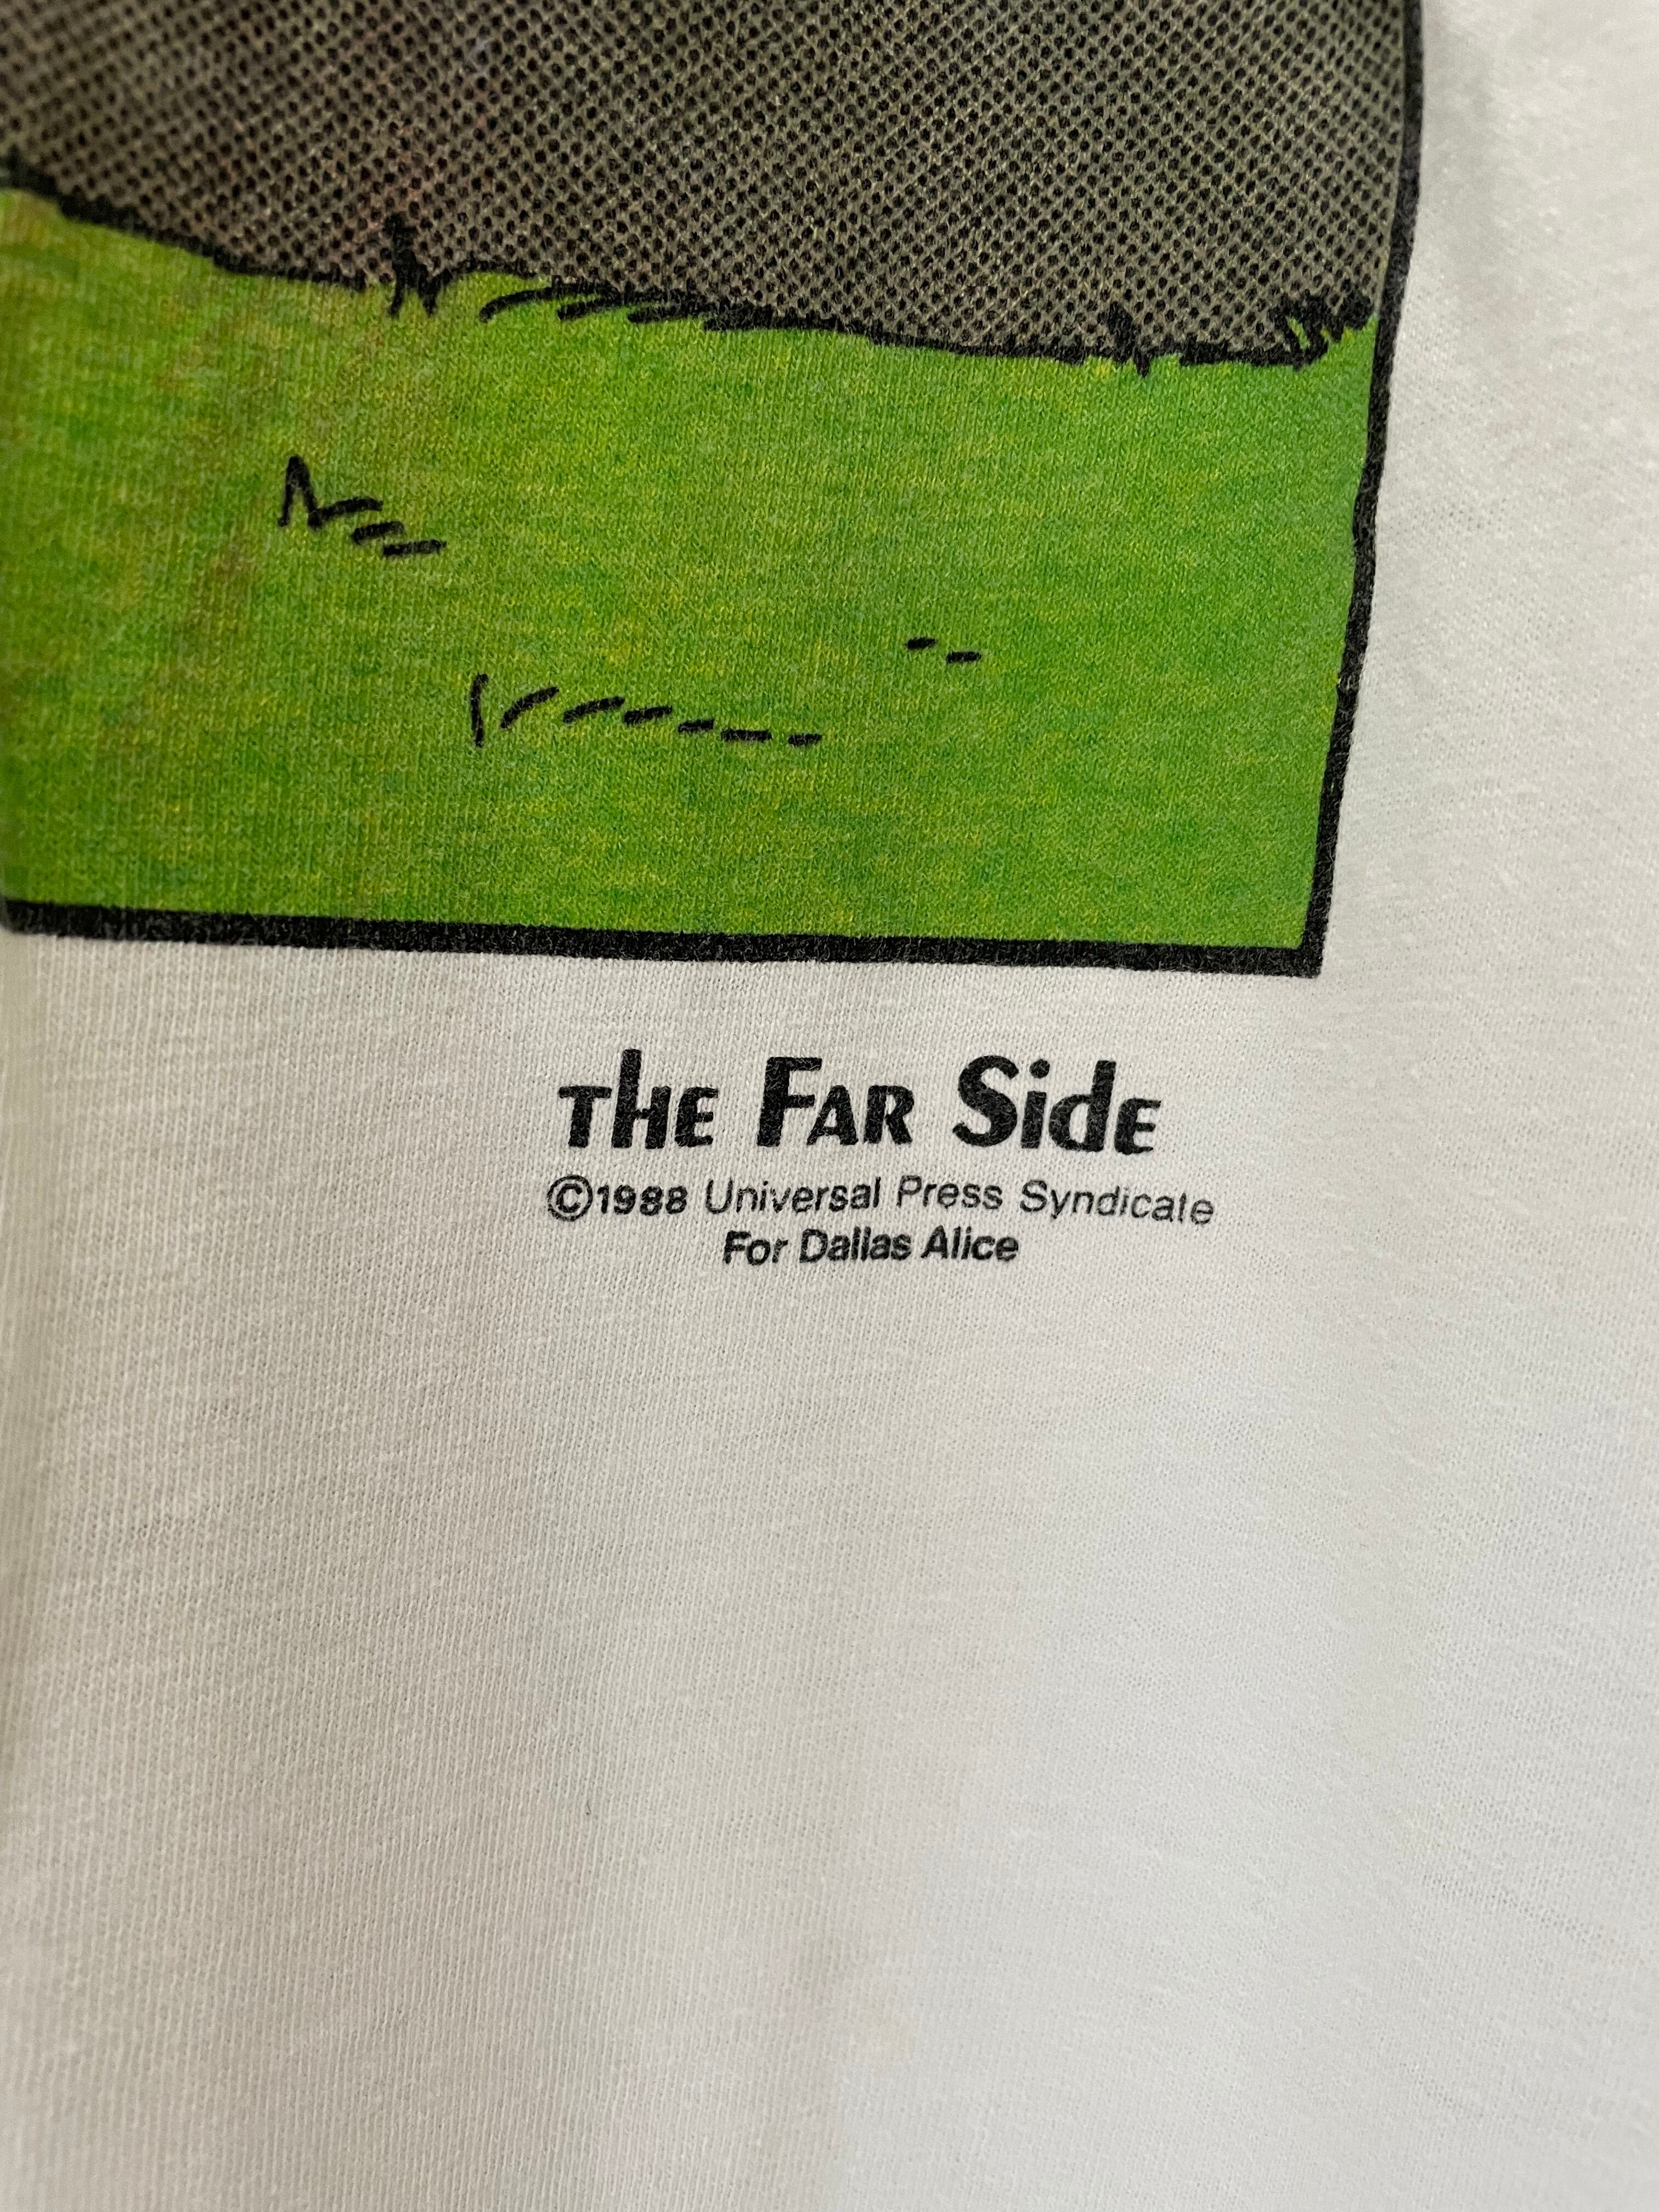 THE FAR SidE
©1988 Universal Press Syndicate
For Dallas Alice